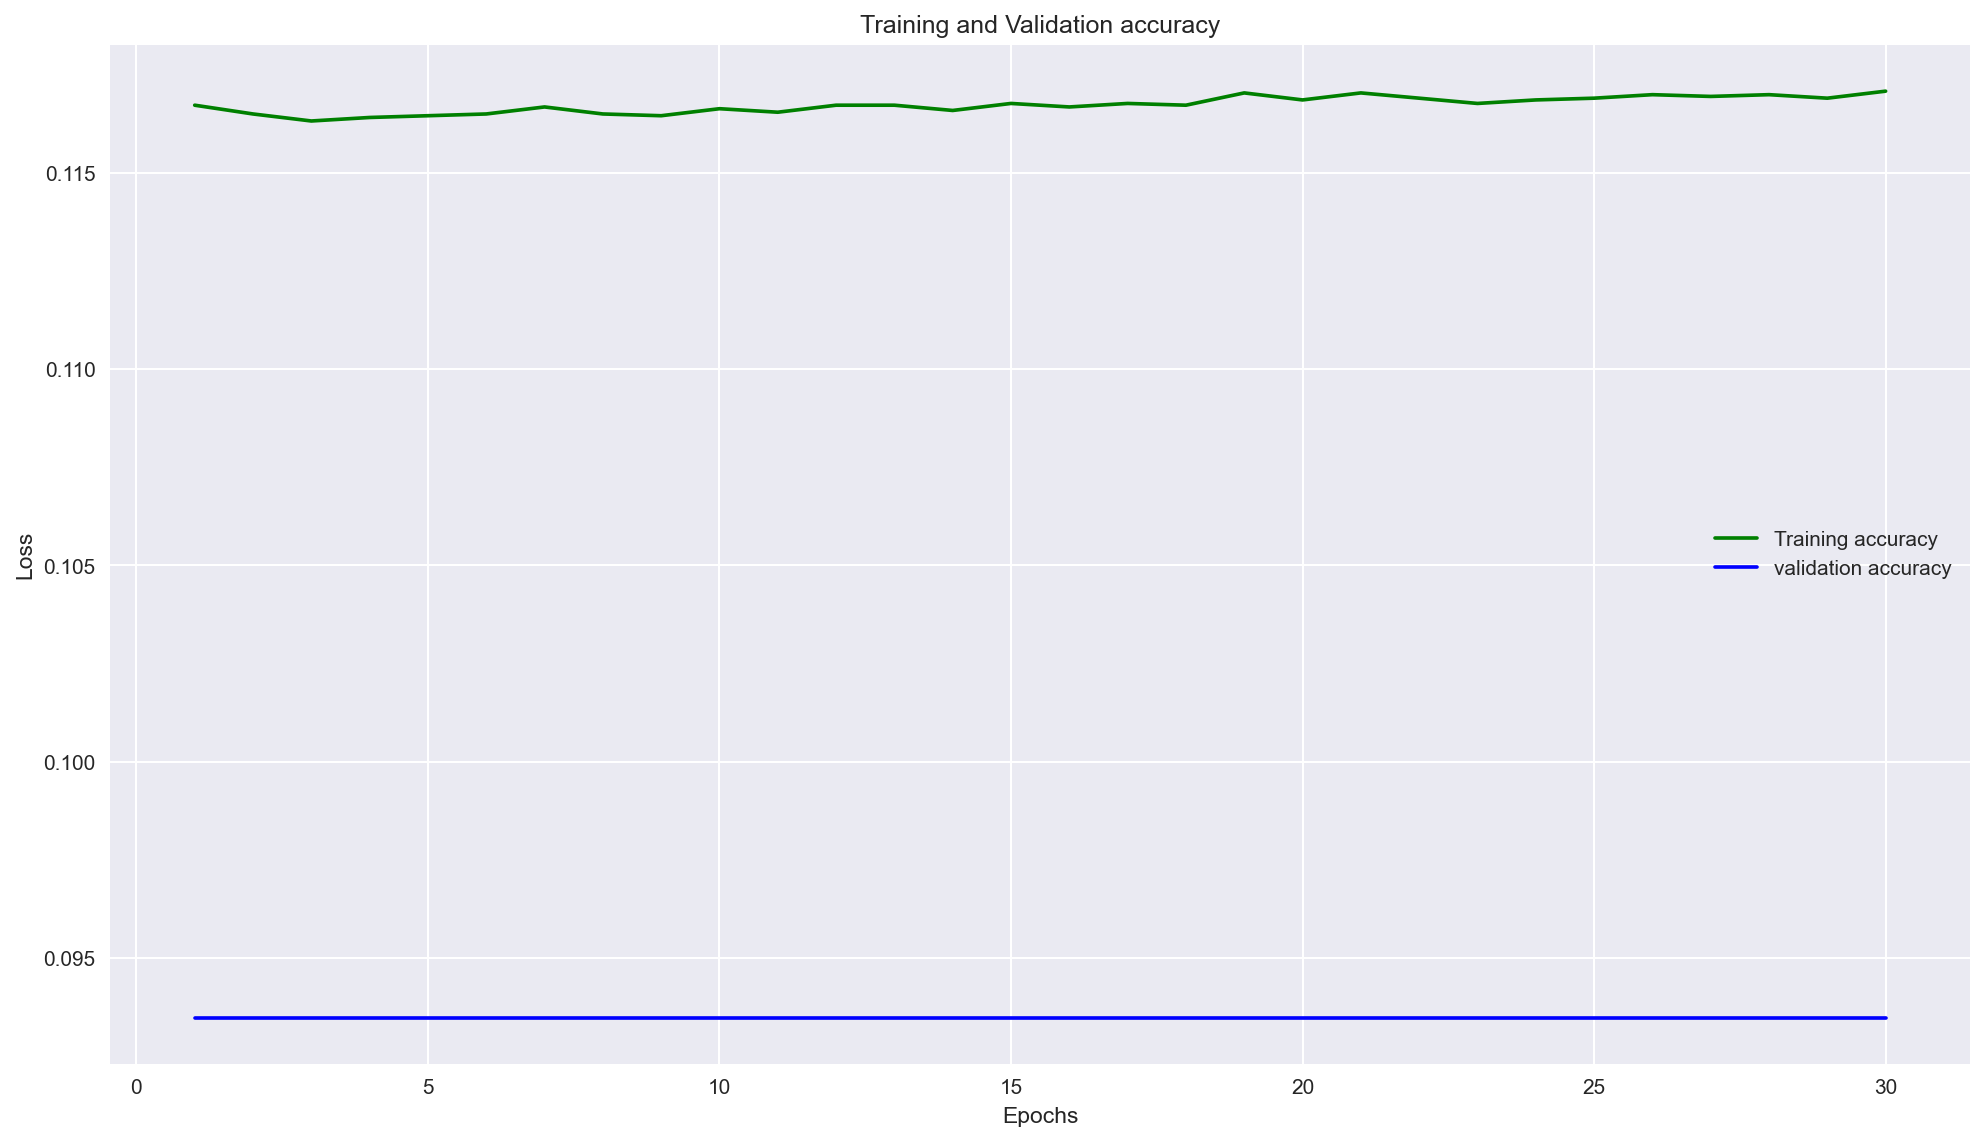 Training and Validation accuracy
0.115
0.110
0.105
0.100
0.095
Loss
Training accuracy
validation accuracy
0 5 10 15 20 25 30
Epochs